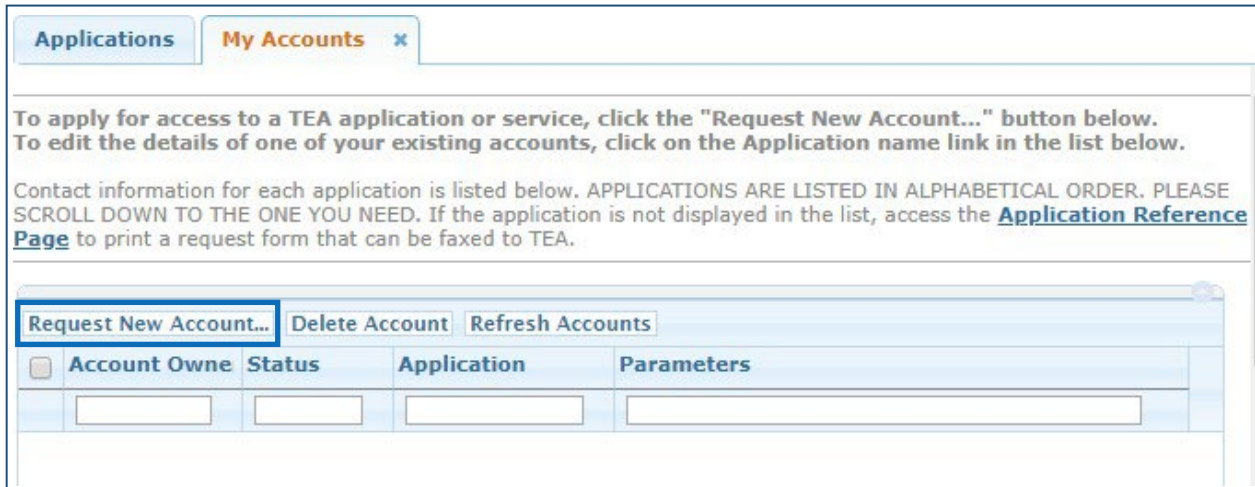 Applications My Accounts ×
To apply for access to a TEA application or service, click the "Request New Account..." button below.
To edit the details of one of your existing accounts, click on the Application name link in the list below.
Contact information for each application is listed below. APPLICATIONS ARE LISTED IN ALPHABETICAL ORDER. PLEASE
SCROLL DOWN TO THE ONE YOU NEED. If the application is not displayed in the list, access the Application Reference
Page to print a request form that can be faxed to TEA.
Request New Account... Delete Account Refresh Accounts
Account Owne Status Application Parameters